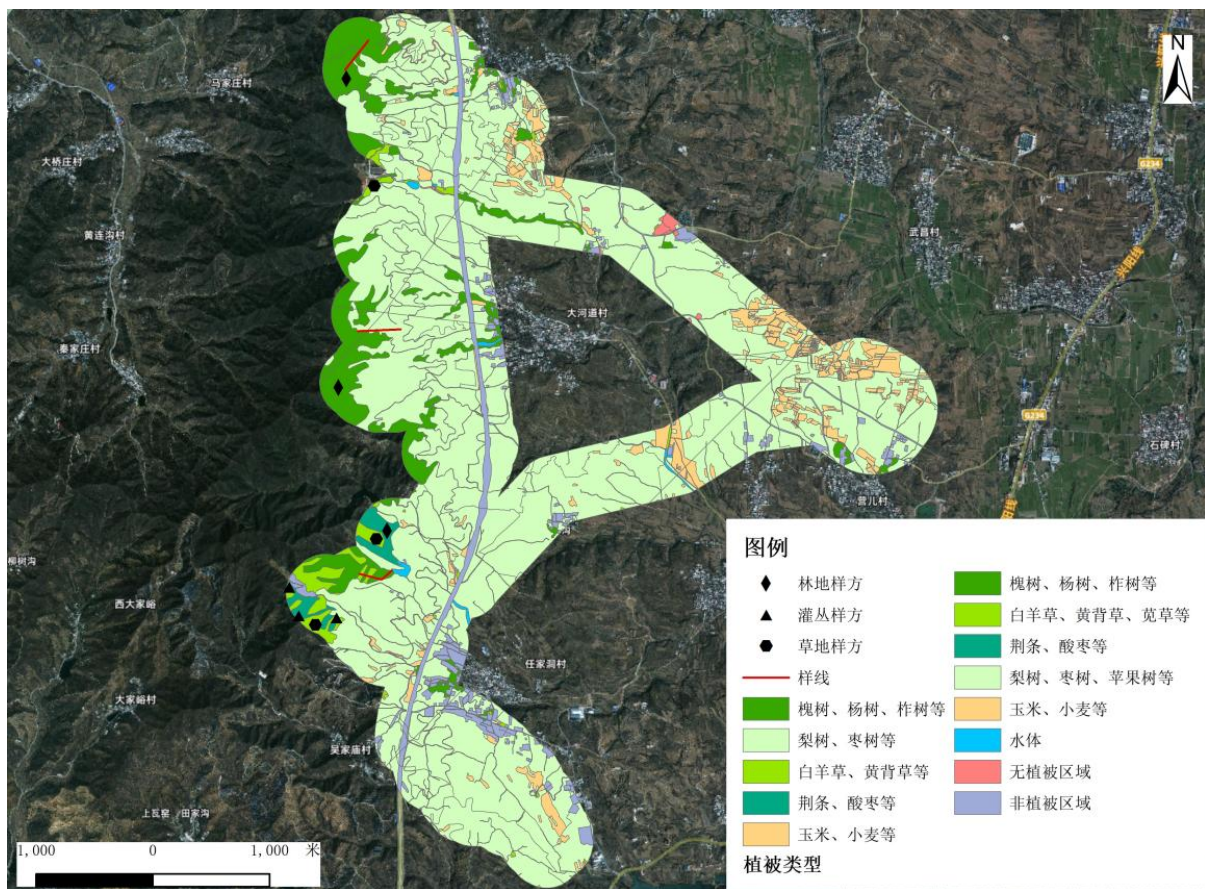 N
马家庄村
大桥庄村
G234
黄连沟村
武昌村
兴阳线
大河道村
秦家庄村
G234
石碑村
营儿村
沟
柳树沟
西大家峪
任家洞村
大家峪村
吴家庙村
上瓦窑
田家沟
图例
林地样方
灌丛样方
草地样方
样线
槐树、杨树、柞树等
梨树、枣树等
白羊草、黄背草等
荆条、酸枣等
玉米、小麦等
植被类型
槐树、杨树、柞树等
白羊草、黄背草、苋草等
荆条、酸枣等
梨树、枣树、苹果树等
玉米、小麦等
水体
无植被区域
非植被区域
1,000 0 1,000 米